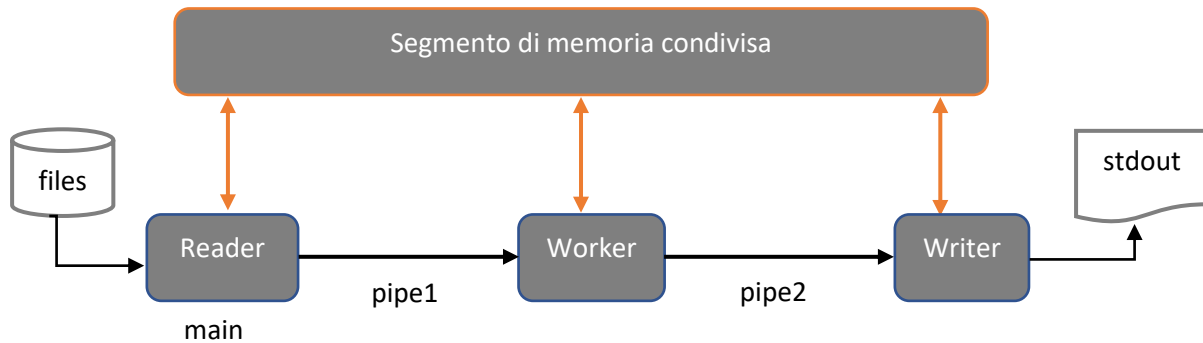 Segmento di memoria condivisa
files
stdout
Reader
Worker
Writer
pipe1
pipe2
main